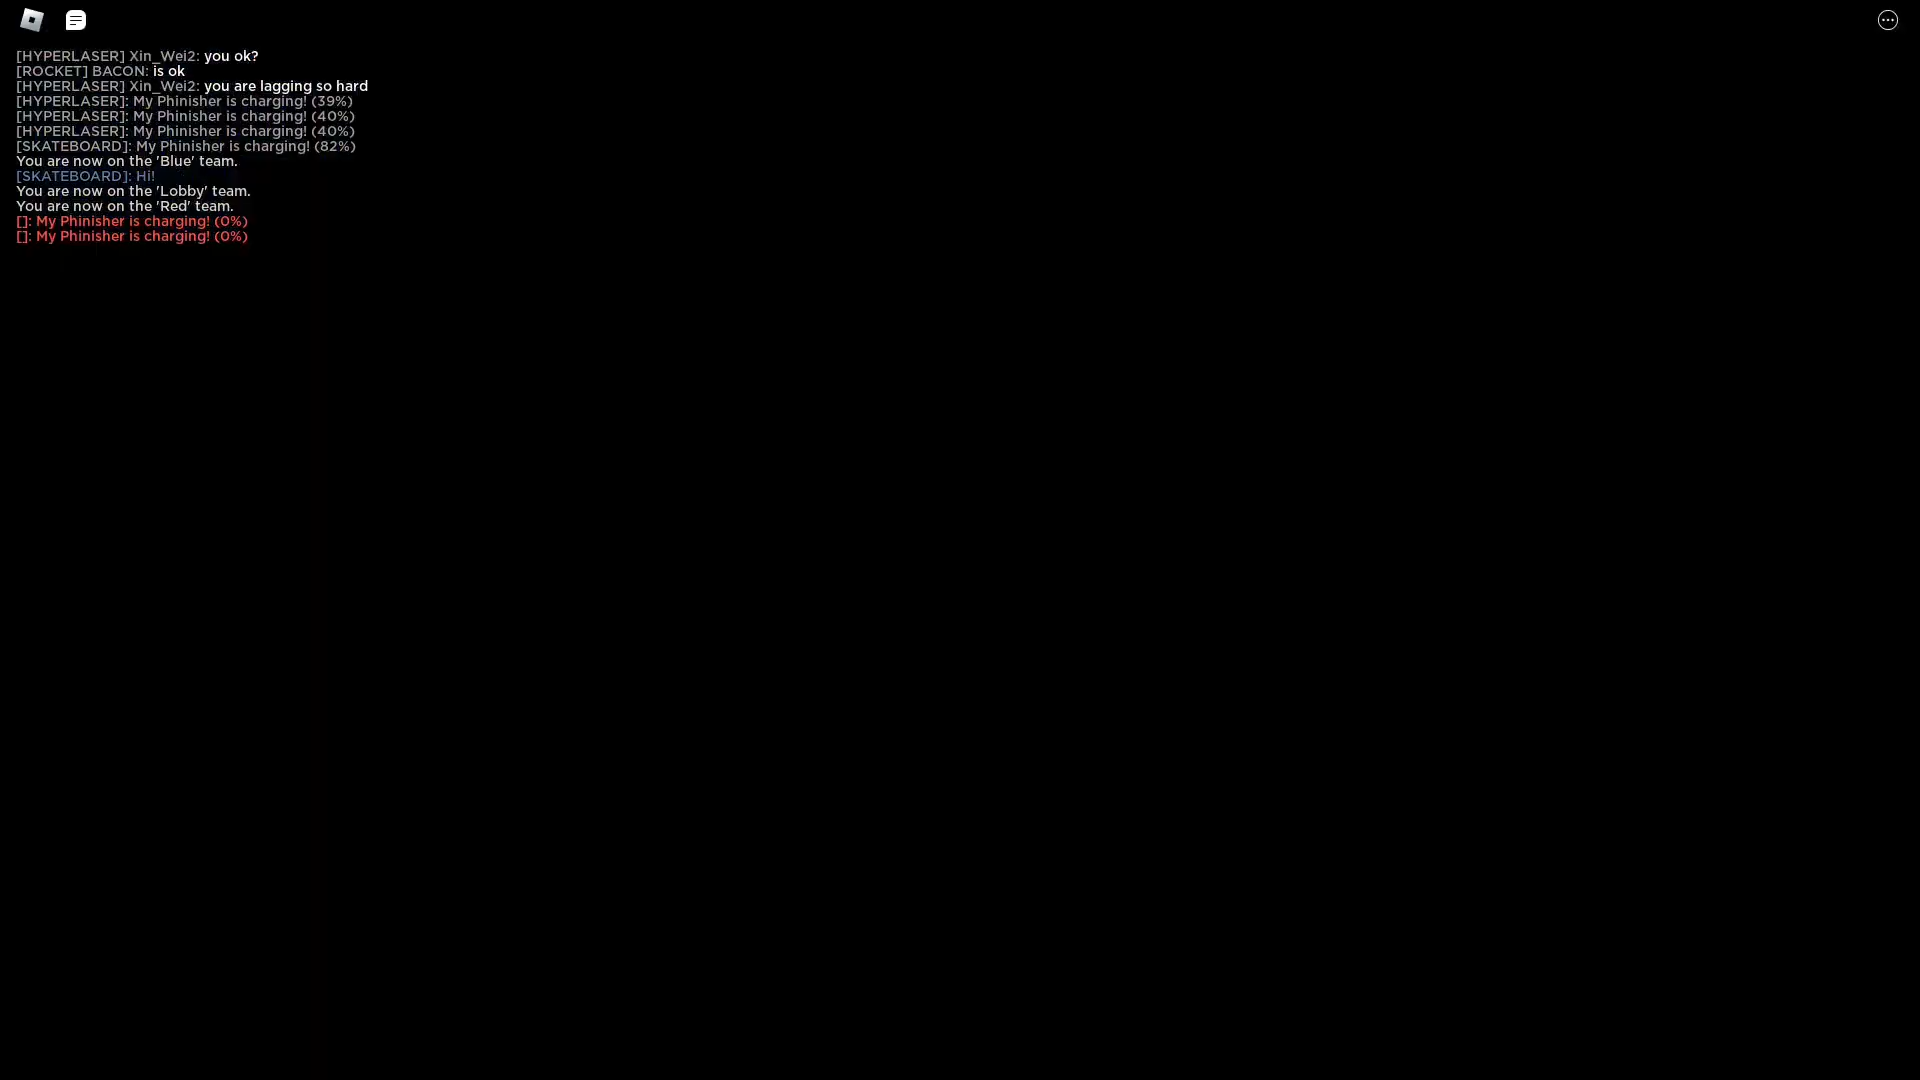 [HYPERLASER] Xin_Wei2: you ok?
[ROCKET] BACON: is ok
[HYPERLASER] Xin_Wei2: you are lagging so hard
[HYPERLASER]: My Phinisher is charging! (39%)
[HYPERLASER]: My Phinisher is charging! (40%)
[HYPERLASER]: My Phinisher is charging! (40%)
[SKATEBOARD]: My Phinisher is charging! (82%)
You are now on the 'Blue' team.
[SKATEBOARD]: Hi!
You are now on the 'Lobby' team.
You are now on the 'Red' team.
[]: My Phinisher is charging! (0%)
[]: My Phinisher is charging! (0%)